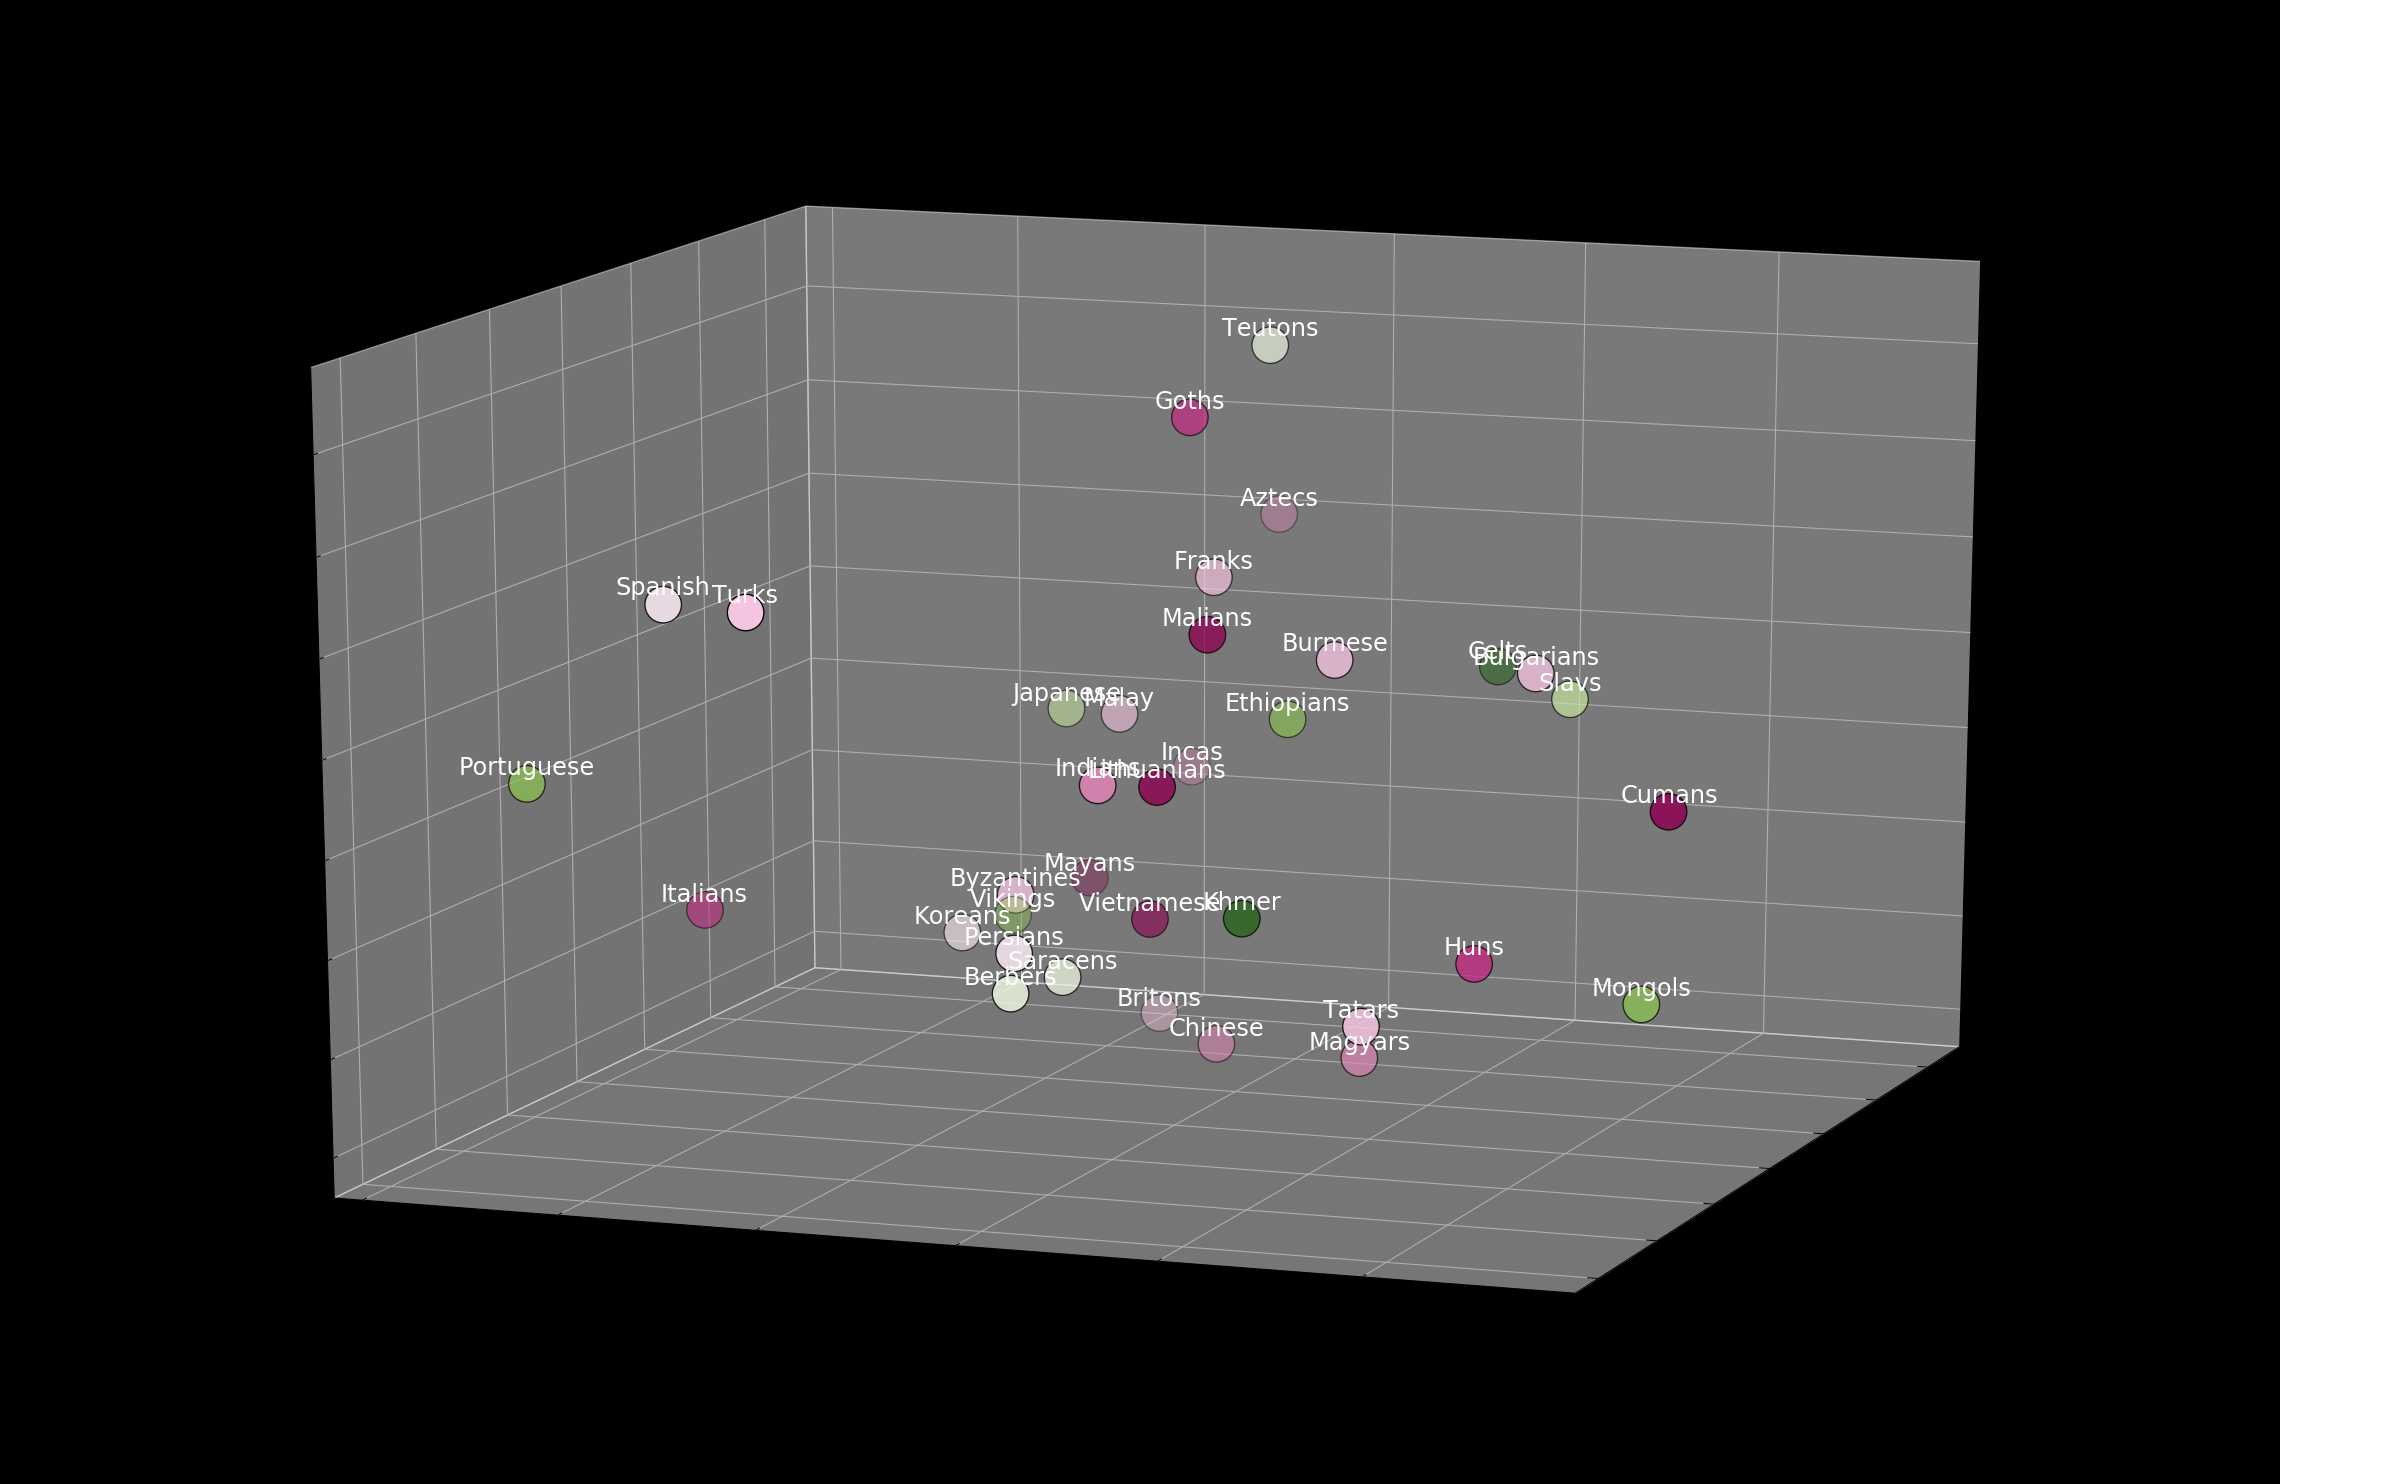 Teutons
Goths
Aztecs
Franks
Spanish
Turks
Malians
Burmese
Celts
Bulgarians
Slavs
Japanese
Malay
Ethiopians
Incas
Portuguese
Indians
Lithuanians
Cumans
Mayans
Byzantines
Italians
Vikings
Vietnamese
Khmer
Koreans
Persians
Huns
Saracens
Berbers
Mongols
Britons
Tatars
Chinese
Magyars